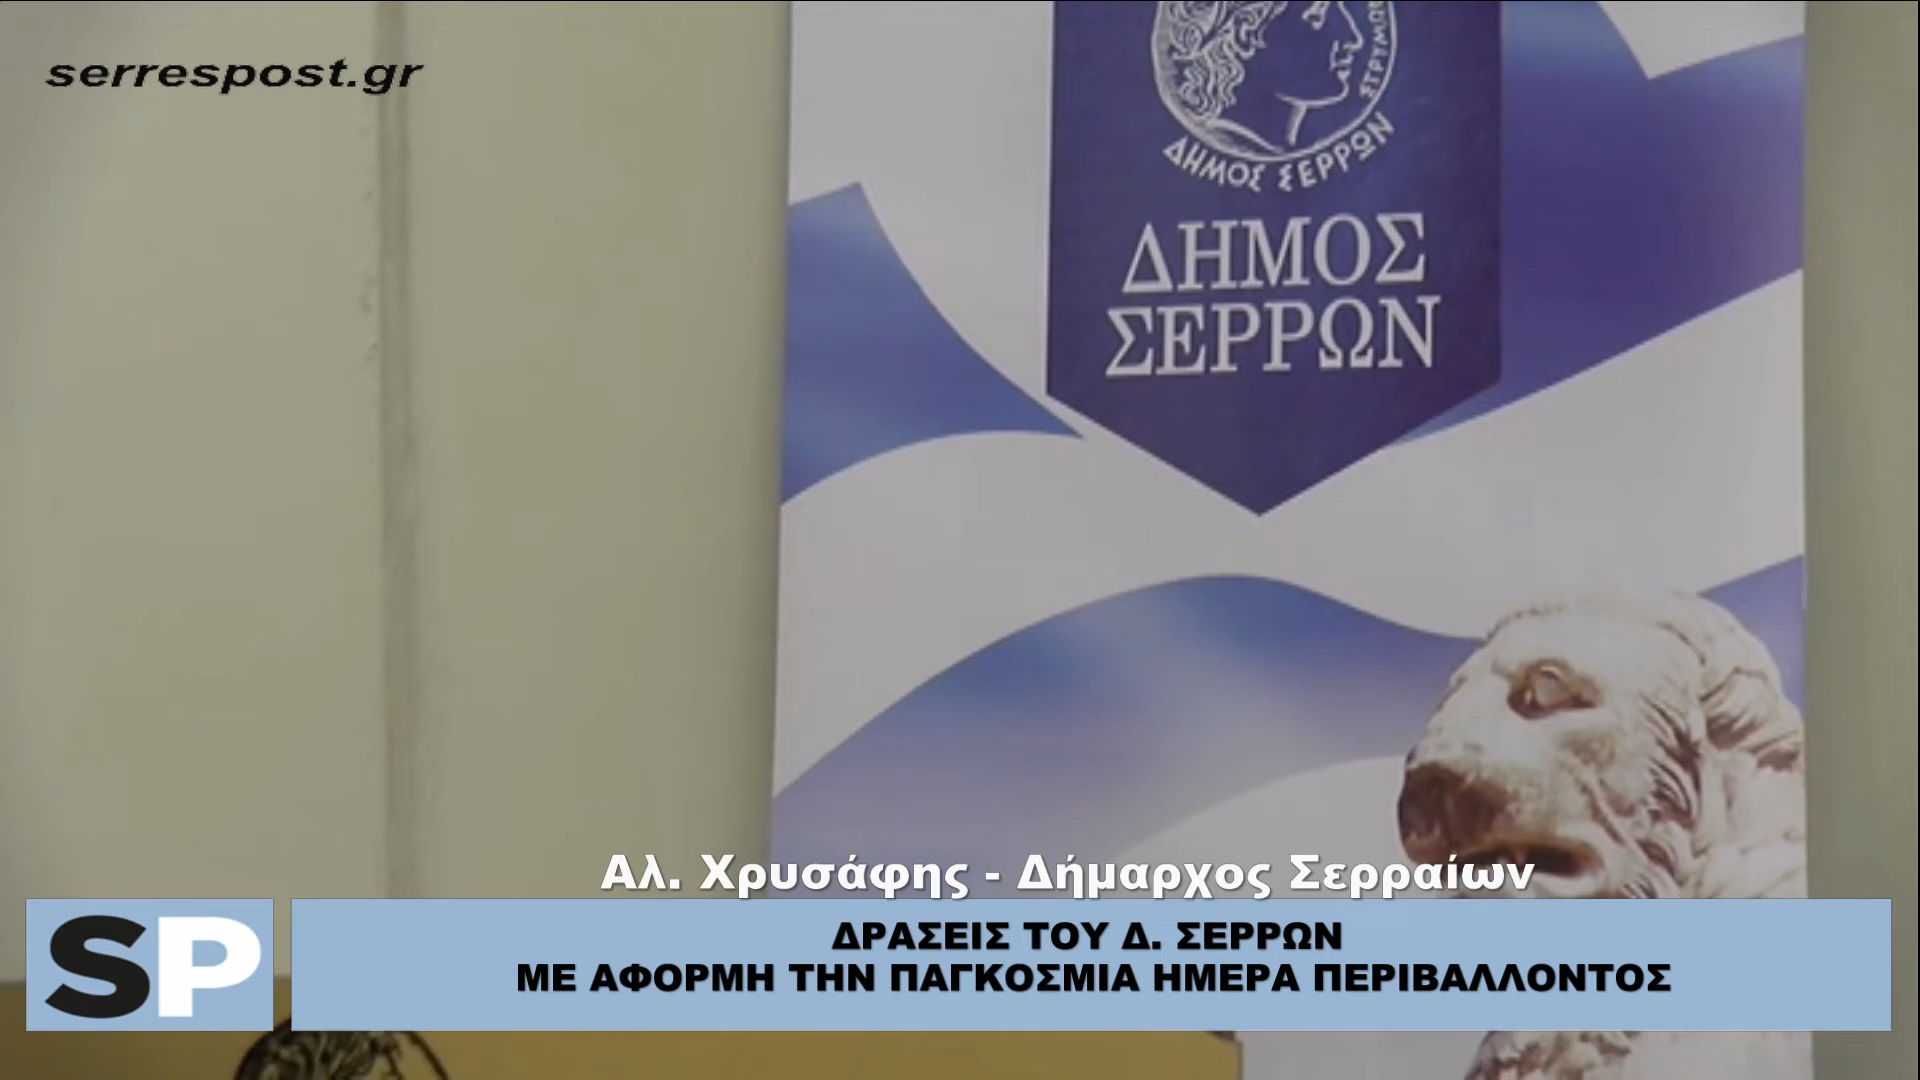 serrespost.gr
ΣΤΡΥΜΩ
ΔΗΜΟΣ ΣΕΡΡΩΝ
ΔΗΜΟΣ
ΣΕΡΡΩΝ
Αλ. Χρυσάφης - Δήμαρχος Σερραίων
SP
ΔΡΑΣΕΙΣ ΤΟΥ Δ. ΣΕΡΡΩΝ
ΜΕ ΑΦΟΡΜΗ ΤΗΝ ΠΑΓΚΟΣΜΙΑ ΗΜΕΡΑ ΠΕΡΙΒΑΛΛΟΝΤΟΣ